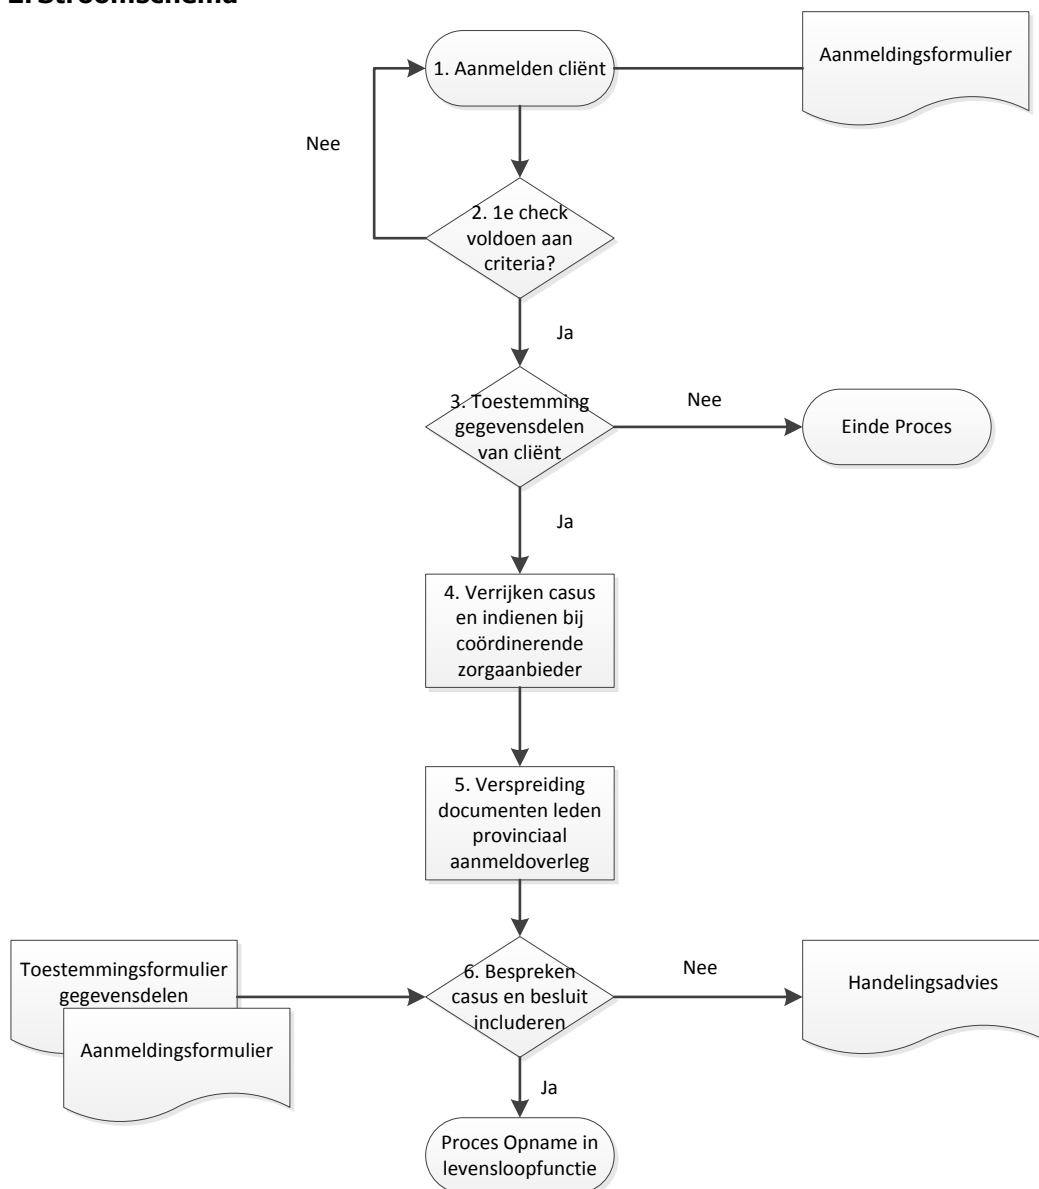 2. Stroomschema
1. Aanmelden cliënt
Aanmeldingsformulier
Nee
2. 1e check
voldoen aan
criteria?
Ja
3. Toestemming
gegevensdelen
van cliënt
Nee
Einde Proces
Ja
4. Verrijken casus
en indienen bij
coördinerende
zorgaanbieder
5. Verspreiding
documenten leden
provinciaal
aanmeldoverleg
Toestemmingsformulier
gegevensdelen
Aanmeldingsformulier
6. Bespreken
casus en besluit
includeren
Nee
Handelingsadvies
Ja
Proces Opname in
levensloopfunctie